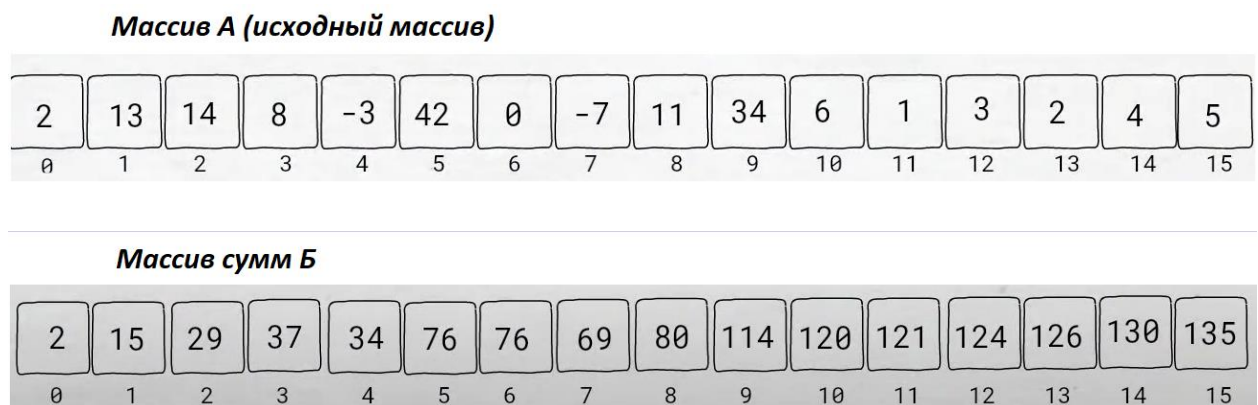 Массив А (исходный массив)
2 13 14 8 -3 42 0 -7 11 34 6 1 3 2 4 5
0 1 2 3 4 5 6 7 8 9 10 11 12 13 14 15
Массив сумм Б
2 15 29 37 34 76 76 69 80 114 120 121 124 126 130 135
0 1 2 3 4 5 6 7 8 9 10 11 12 13 14 15